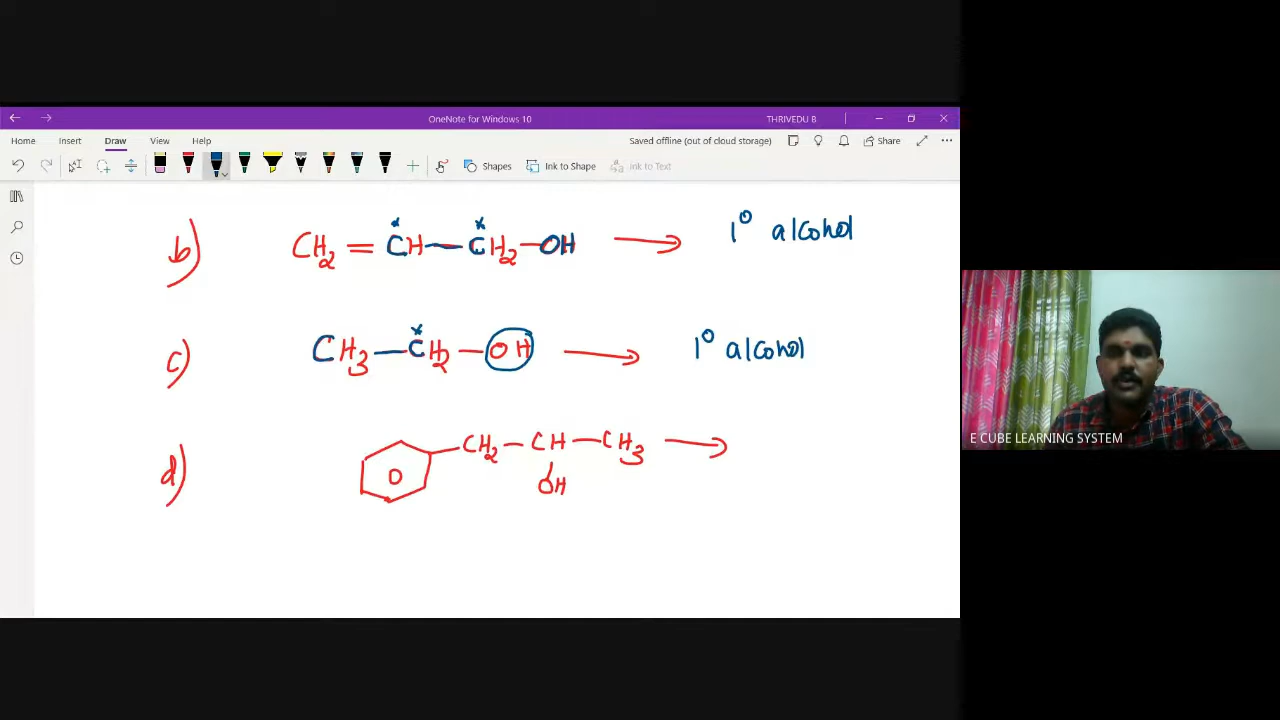 OneNote for Windows 10
THRIVEDU B
Home Insert Draw View Help
Saved offline (out of cloud storage)
Share
Shapes
Ink to Shape
Ink to Text
b) CH2 = CH — CH2 — OH → 1° alcohol
c) CH3 — CH2 — OH → 1° alcohol
d) CH2 — CH — CH3 →
OH
E CUBE LEARNING SYSTEM